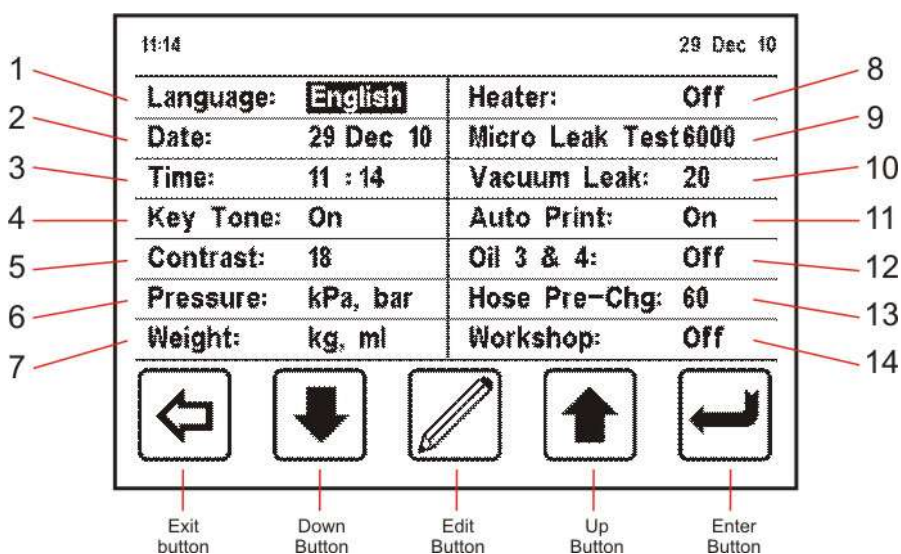 11:14 29 Dec 10
1 Language: English Heater: Off 8
2 Date: 29 Dec 10 Micro Leak Test 6000 9
3 Time: 11 : 14 Vacuum Leak: 20 10
4 Key Tone: On Auto Print: On 11
5 Contrast: 18 Oil 3 & 4: Off 12
6 Pressure: kPa, bar Hose Pre-Chg: 60 13
7 Weight: kg, ml Workshop: Off 14
Exit Down Edit Up Enter
button Button Button Button Button